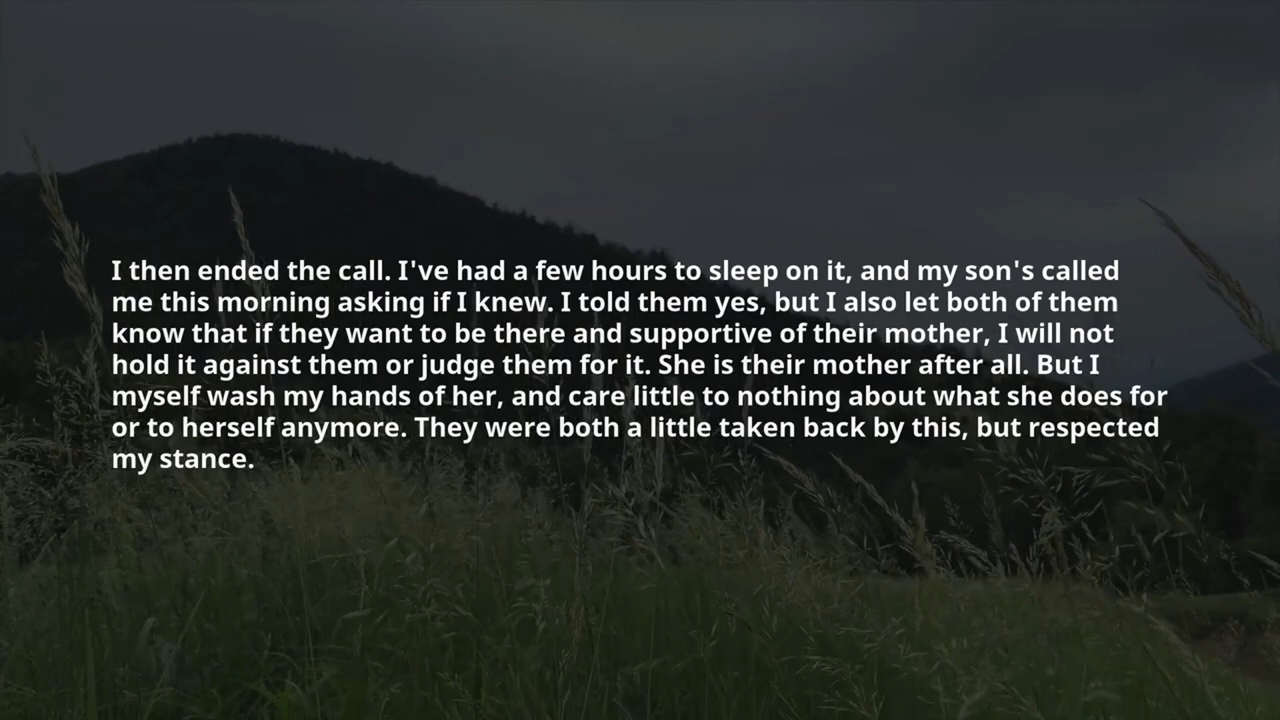 I then ended the call. I've had a few hours to sleep on it, and my son's called
me this morning asking if I knew. I told them yes, but I also let both of them
know that if they want to be there and supportive of their mother, I will not
hold it against them or judge them for it. She is their mother after all. But I
myself wash my hands of her, and care little to nothing about what she does for
or to herself anymore. They were both a little taken back by this, but respected
my stance.